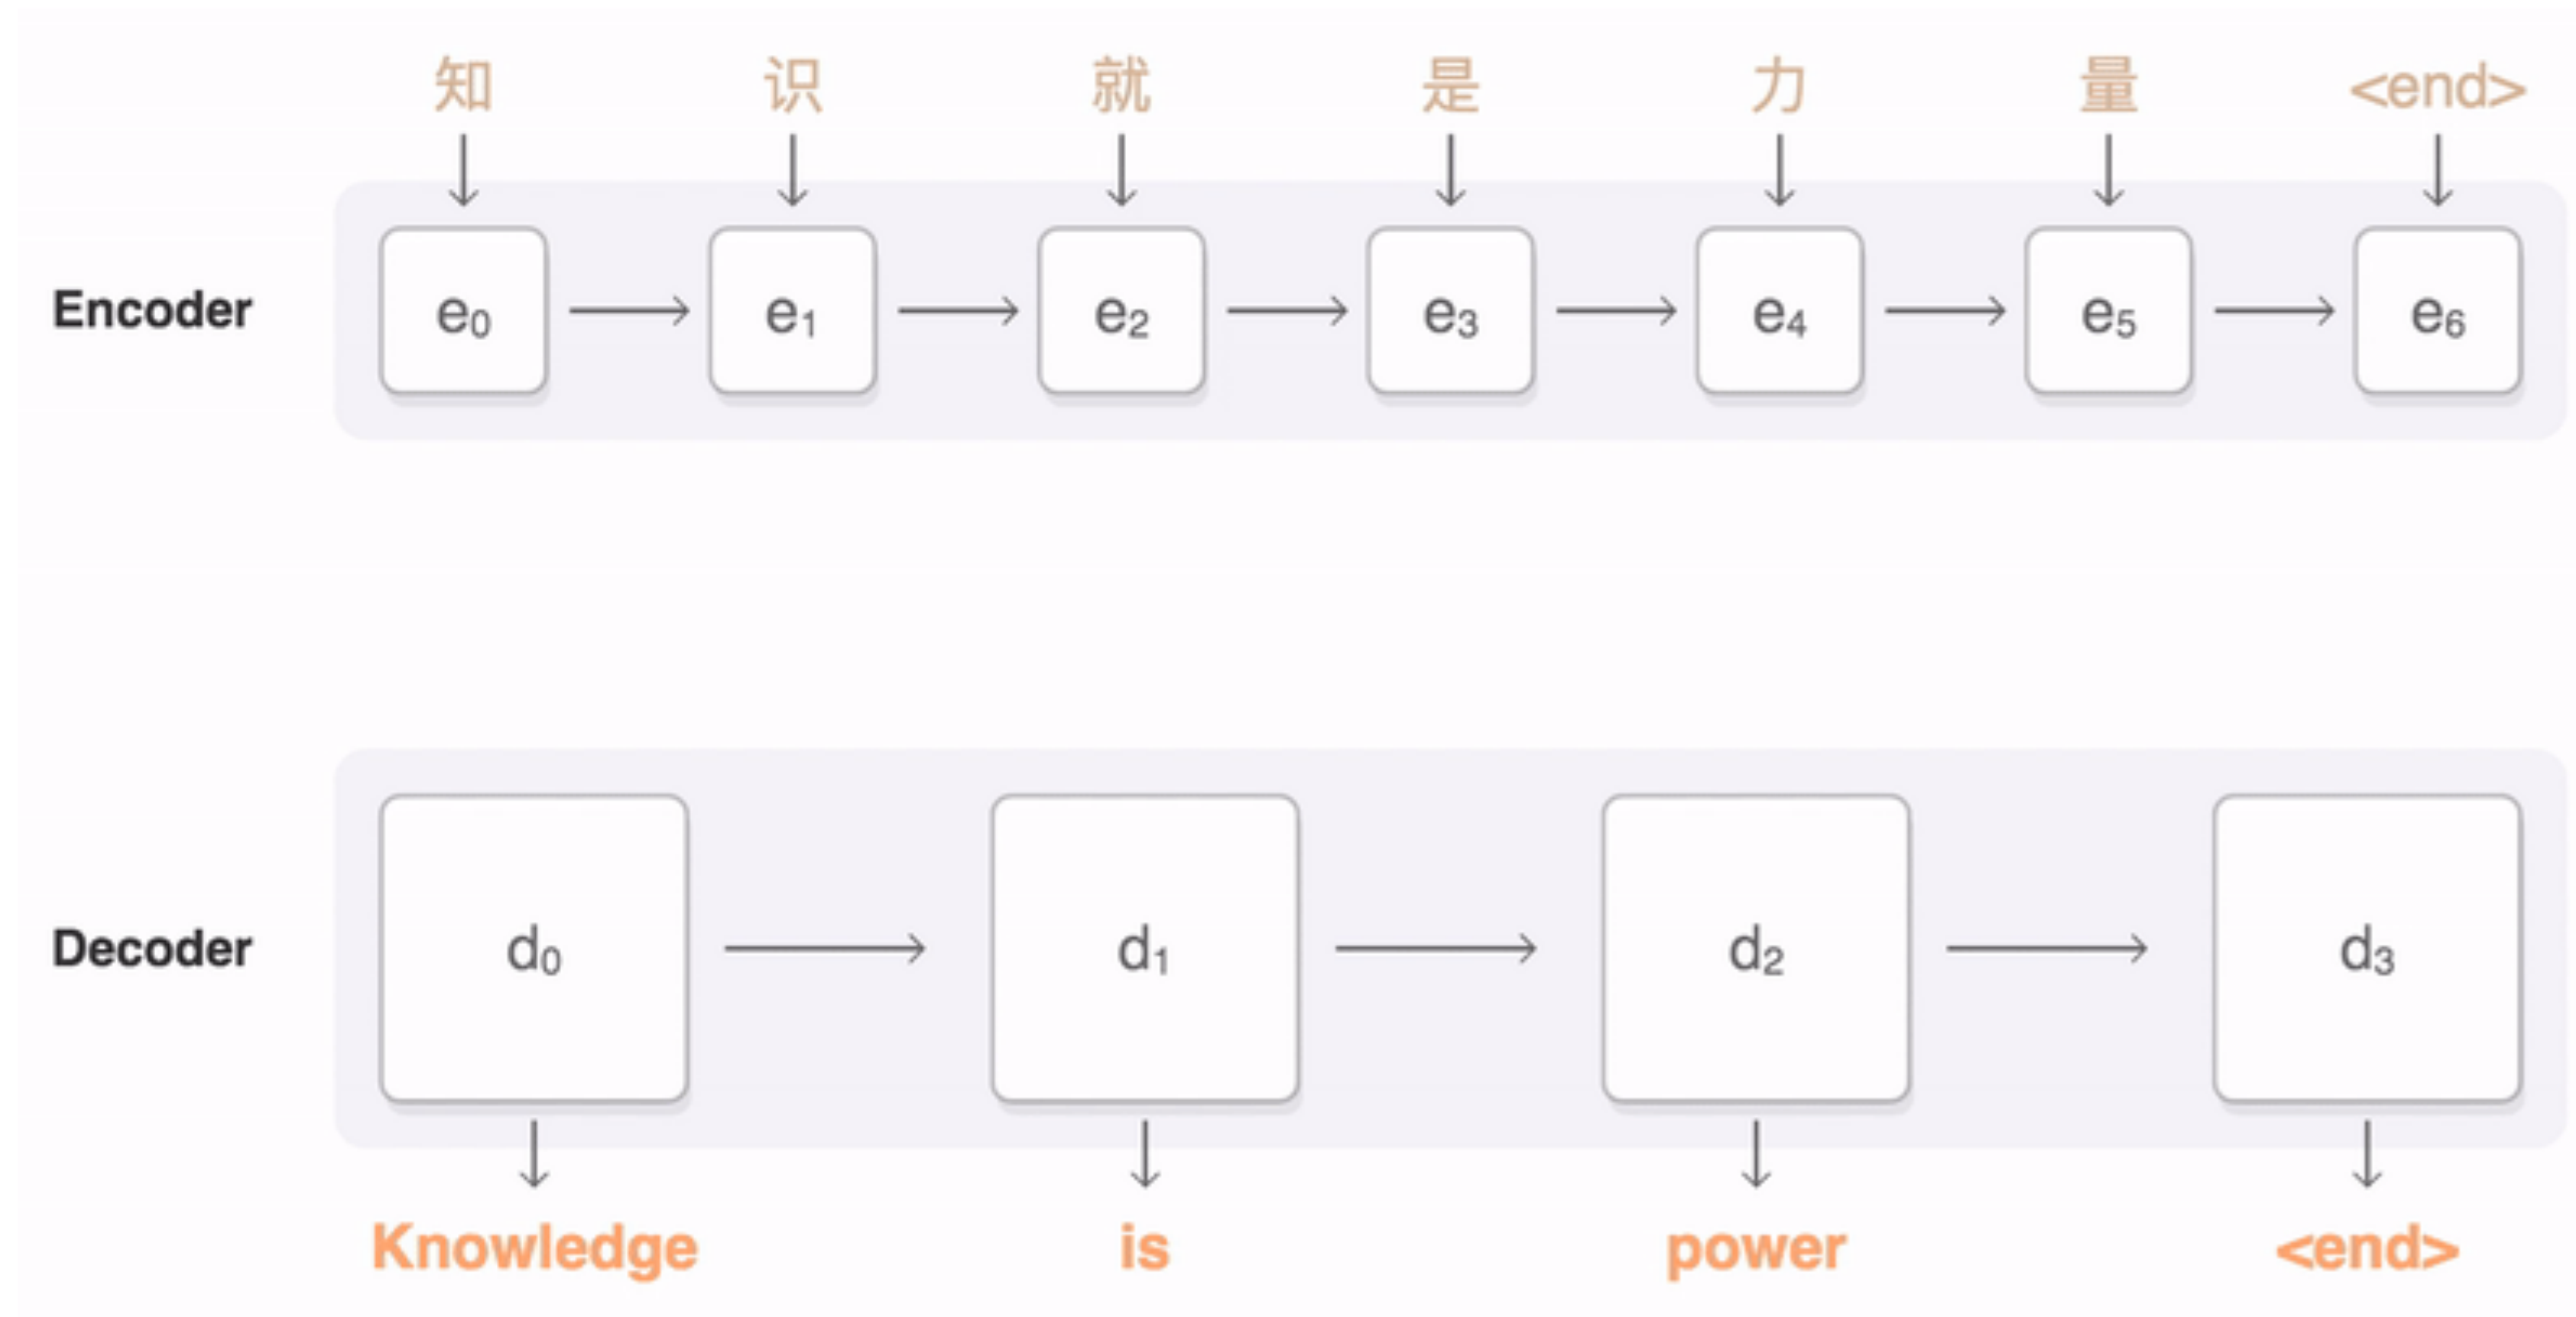 知 识 就 是 力 量 <end>
Encoder e₀ e₁ e₂ e₃ e₄ e₅ e₆
Decoder d₀ d₁ d₂ d₃
Knowledge is power <end>